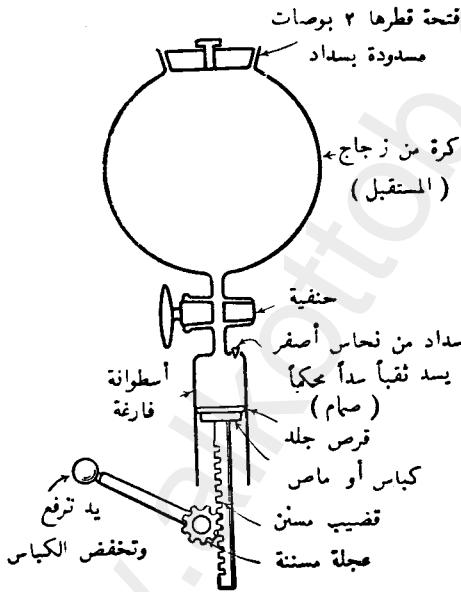 فتحة قطرها ٢ بوصات
مسدودة بسداد
كرة من زجاج
(المستقبل)
حنفية
سداد من نحاس أصفر
يسد ثقباً سداً محكماً
(صمام)
أسطوانة
فارغة
قرص جلد
كباس أو ماص
قضيب مسنن
عجلة مسننة
يد ترفع
وتخفض الكباس